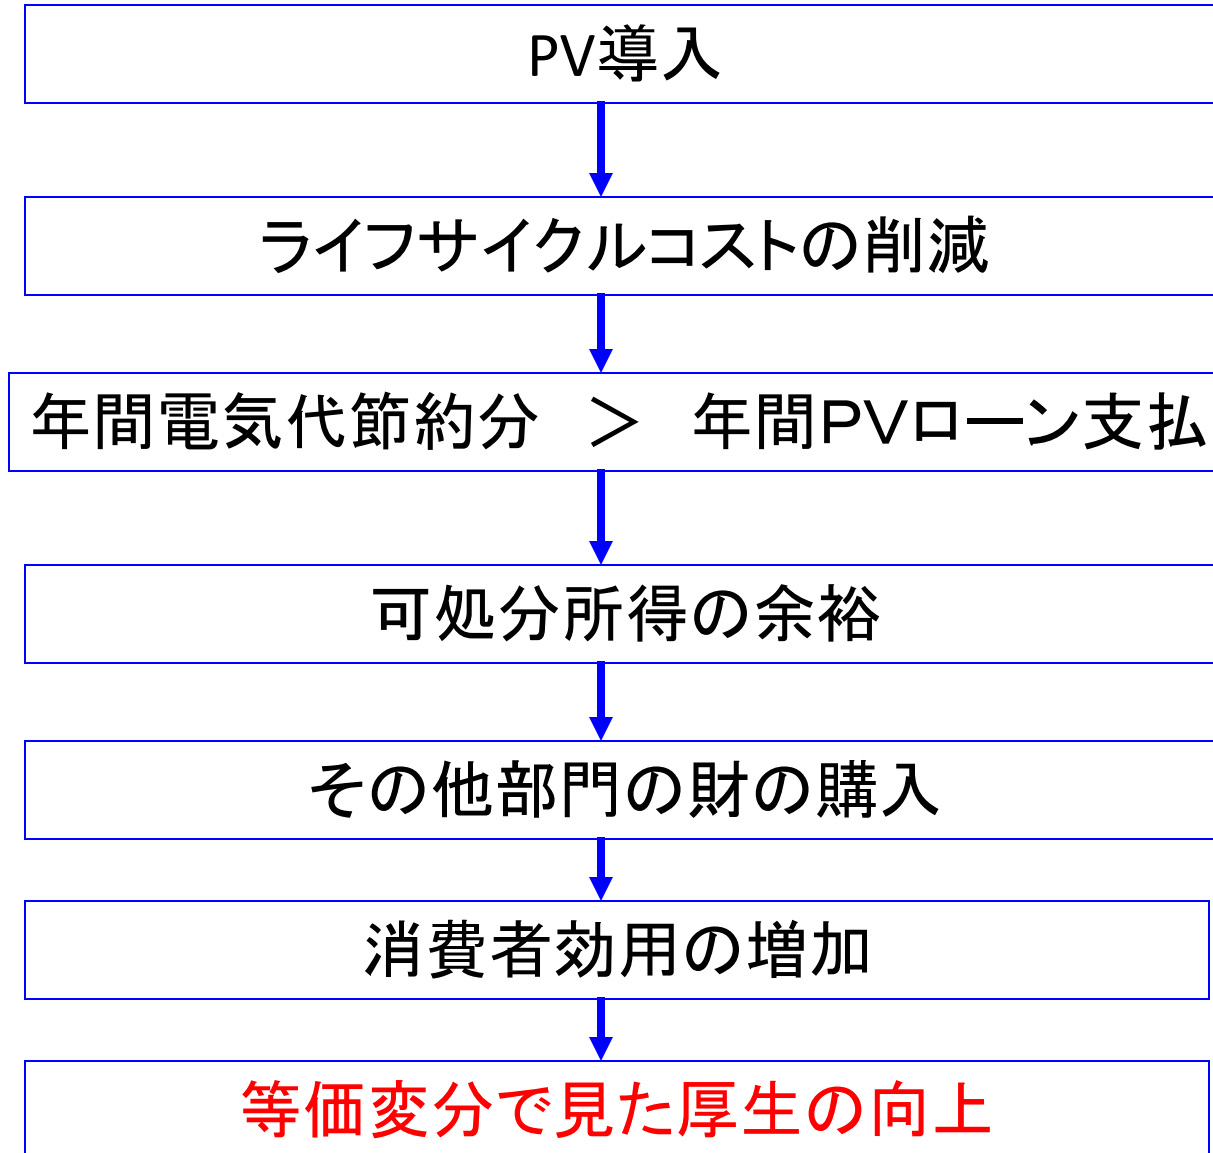 PV導入
ライフサイクルコストの削減
年間電気代節約分　＞　年間ＰＶローン支払
可処分所得の余裕
その他部門の財の購入
消費者効用の増加
等価変分で見た厚生の向上